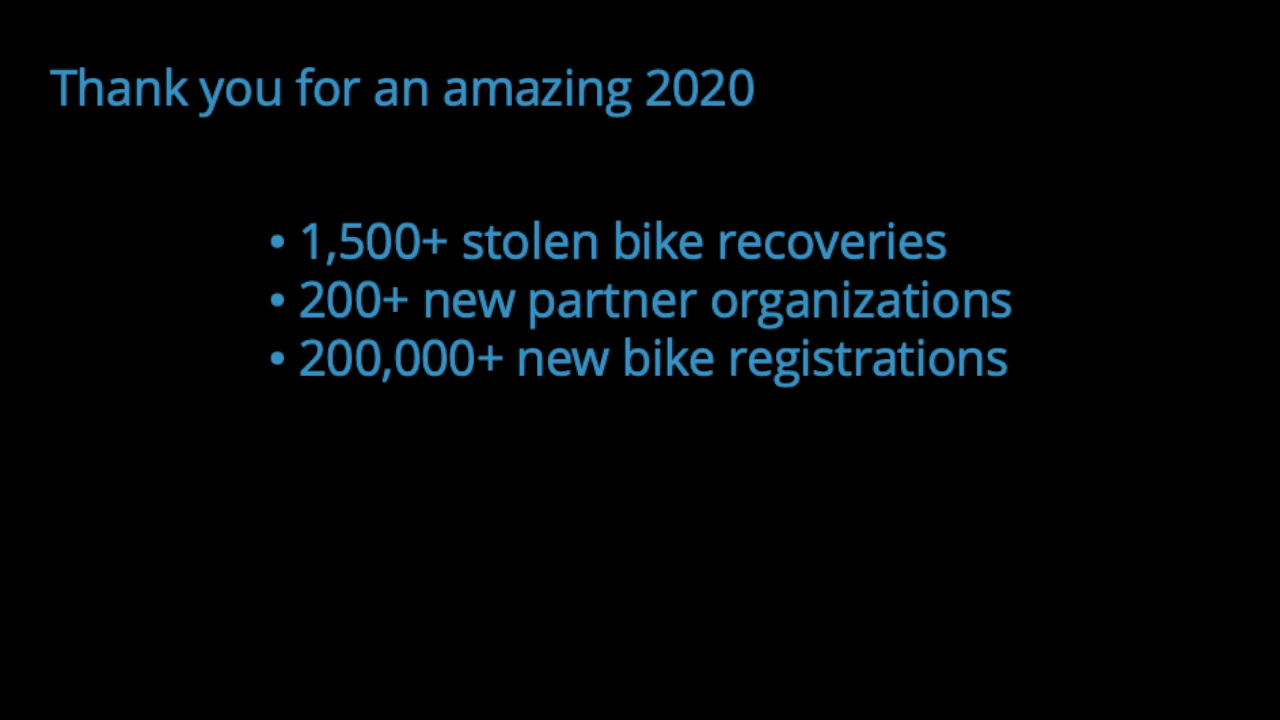 Thank you for an amazing 2020
• 1,500+ stolen bike recoveries
• 200+ new partner organizations
• 200,000+ new bike registrations